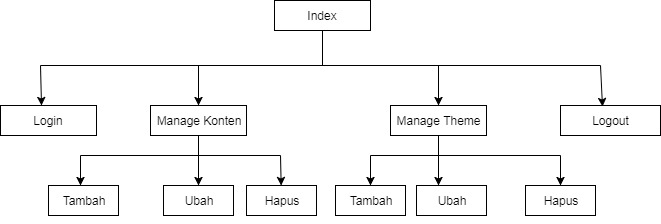 Index
Login
Manage Konten
Manage Theme
Logout
Tambah
Ubah
Hapus
Tambah
Ubah
Hapus